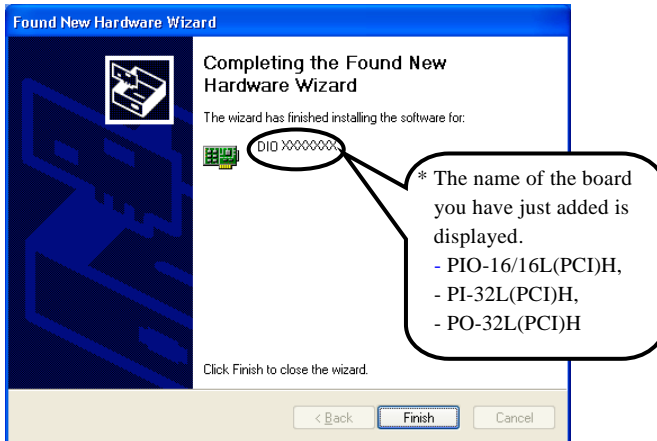 Found New Hardware Wizard
Completing the Found New
Hardware Wizard
The wizard has finished installing the software for:
DIO XXXXXXX
* The name of the board
you have just added is
displayed.
- PIO-16/16L(PCI)H,
- PI-32L(PCI)H,
- PO-32L(PCI)H
Click Finish to close the wizard.
< Back Finish Cancel